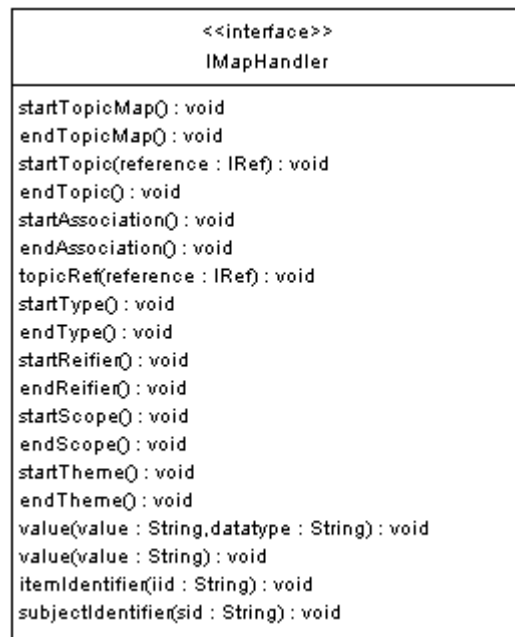 <<interface>>
IMapHandler
startTopicMap() : void
endTopicMap() : void
startTopic(reference : IRef) : void
endTopic() : void
startAssociation() : void
endAssociation() : void
topicRef(reference : IRef) : void
startType() : void
endType() : void
startReifier() : void
endReifier() : void
startScope() : void
endScope() : void
startTheme() : void
endTheme() : void
value(value : String,datatype : String) : void
value(value : String) : void
itemIdentifier(iid : String) : void
subjectIdentifier(sid : String) : void